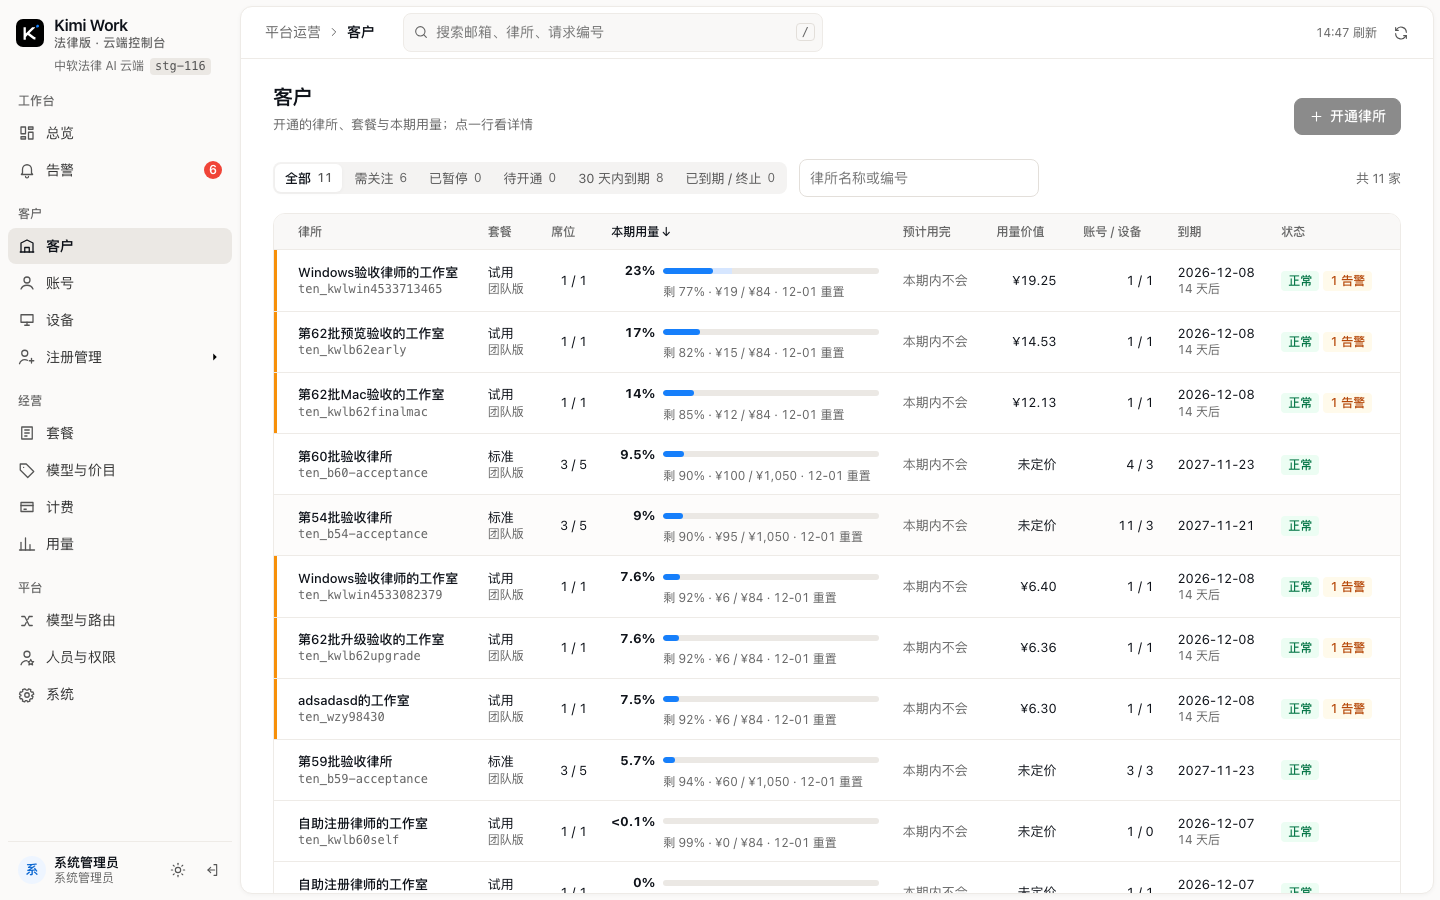 Kimi Work
法律版 · 云端控制台
中软法律 AI 云端 stg-116
工作台
总览
告警 6
客户
客户
账号
设备
注册管理
经营
套餐
模型与价目
计费
用量
平台
模型与路由
人员与权限
系统
系 系统管理员
系统管理员
平台运营 客户
搜索邮箱、律所、请求编号 /
14:47 刷新
客户
开通的律所、套餐与本期用量；点一行看详情
开通律所
全部 11 需关注 6 已暂停 0 待开通 0 30 天内到期 8 已到期 / 终止 0
律所名称或编号
共 11 家
律所 套餐 席位 本期用量 预计用完 用量价值 账号 / 设备 到期 状态
Windows验收律师的工作室 试用 1 / 1 23% 本期内不会 ¥19.25 1 / 1 2026-12-08 正常 1 告警
ten_kwlwin4533713465 团队版 剩 77% · ¥19 / ¥84 · 12-01 重置 14 天后
第62批预览验收的工作室 试用 1 / 1 17% 本期内不会 ¥14.53 1 / 1 2026-12-08 正常 1 告警
ten_kwlb62early 团队版 剩 82% · ¥15 / ¥84 · 12-01 重置 14 天后
第62批Mac验收的工作室 试用 1 / 1 14% 本期内不会 ¥12.13 1 / 1 2026-12-08 正常 1 告警
ten_kwlb62finalmac 团队版 剩 85% · ¥12 / ¥84 · 12-01 重置 14 天后
第60批验收律所 标准 3 / 5 9.5% 本期内不会 未定价 4 / 3 2027-11-23 正常
ten_b60-acceptance 团队版 剩 90% · ¥100 / ¥1,050 · 12-01 重置
第54批验收律所 标准 3 / 5 9% 本期内不会 未定价 11 / 3 2027-11-21 正常
ten_b54-acceptance 团队版 剩 90% · ¥95 / ¥1,050 · 12-01 重置
Windows验收律师的工作室 试用 1 / 1 7.6% 本期内不会 ¥6.40 1 / 1 2026-12-08 正常 1 告警
ten_kwlwin4533082379 团队版 剩 92% · ¥6 / ¥84 · 12-01 重置 14 天后
第62批升级验收的工作室 试用 1 / 1 7.6% 本期内不会 ¥6.36 1 / 1 2026-12-08 正常 1 告警
ten_kwlb62upgrade 团队版 剩 92% · ¥6 / ¥84 · 12-01 重置 14 天后
adsadasd的工作室 试用 1 / 1 7.5% 本期内不会 ¥6.30 1 / 1 2026-12-08 正常 1 告警
ten_wzy98430 团队版 剩 92% · ¥6 / ¥84 · 12-01 重置 14 天后
第59批验收律所 标准 3 / 5 5.7% 本期内不会 未定价 3 / 3 2027-11-23 正常
ten_b59-acceptance 团队版 剩 94% · ¥60 / ¥1,050 · 12-01 重置
自助注册律师的工作室 试用 1 / 1 <0.1% 本期内不会 未定价 1 / 0 2026-12-07 正常
ten_kwlb60self 团队版 剩 99% · ¥0 / ¥84 · 12-01 重置 14 天后
自助注册律师的工作室 试用 1 / 1 0% 本期内不会 未定价 1 / 1 2026-12-07 正常